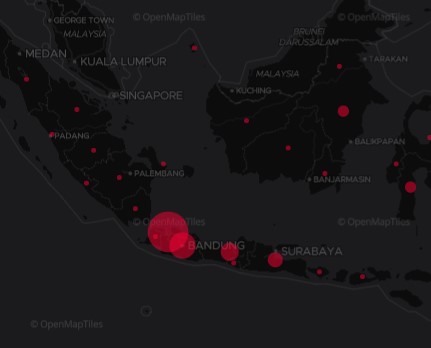 © OpenMapTiles
© OpenMapTiles
GEORGE TOWN
MALAYSIA
BRUNEI
DARUSSALAM
MEDAN
KUALA LUMPUR
TARAKAN
MALAYSIA
KUCHING
SINGAPORE
PADANG
BALIKPAPAN
PALEMBANG
BANJARMASIN
© OpenMapTiles
© OpenMapTiles
BANDUNG
SURABAYA
© OpenMapTiles